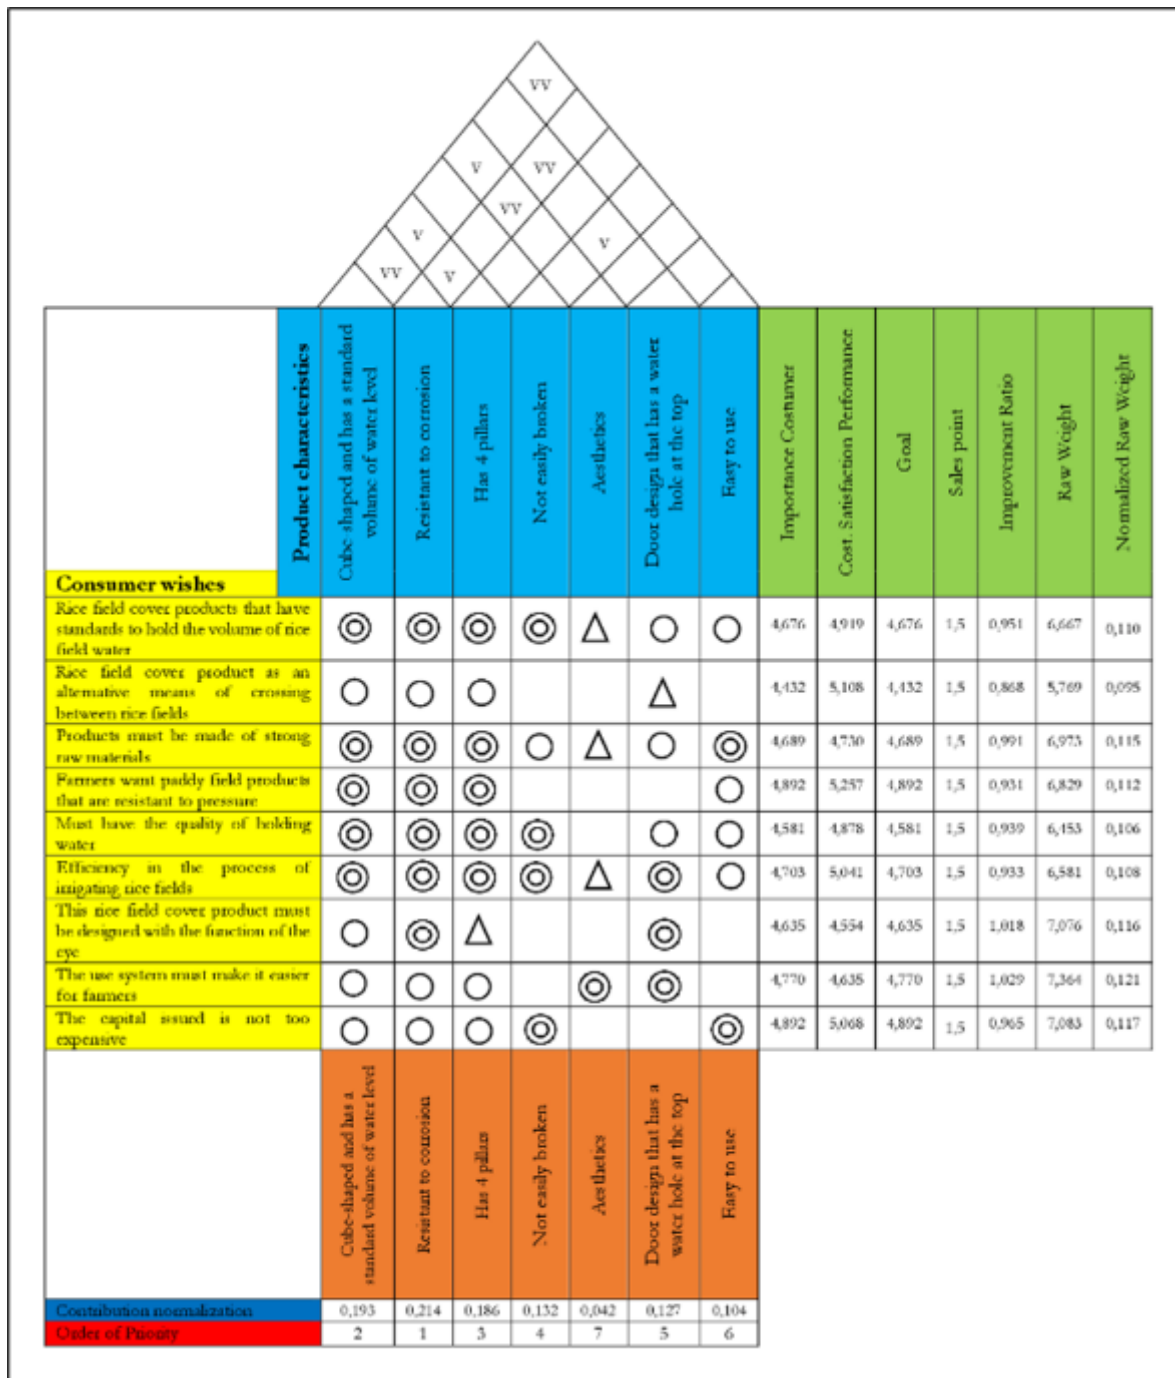 VV
V
VV
VV
V
V
VV
V
Product characteristics
Cube shaped and has a standard
volume of water level
Resistant to corrosion
Has 4 pillars
Not easily broken
Aesthetics
Door design that has a water
hole at the top
Easy to use
Importance Costumer
Cost. Satisfaction Performance
Goal
Sales point
Improvement Ratio
Raw Weight
Normalized Raw Weight
Consumer wishes
Rice field cover products that have
standards to hold the volume of rice
field water
4,676 4,919 4,676 1,5 0,951 6,667 0,110
Rice field cover product as an
alternative means of crossing
between rice fields
4,432 5,108 4,432 1,5 0,868 5,769 0,095
Products must be made of strong
raw materials
4,689 4,730 4,689 1,5 0,991 6,973 0,115
Farmers want paddy field products
that are resistant to pressure
4,892 5,257 4,892 1,5 0,931 6,829 0,112
Must have the quality of holding
water
4,581 4,878 4,581 1,5 0,939 6,453 0,106
Efficiency in the process of
irrigating rice fields
4,703 5,041 4,703 1,5 0,933 6,581 0,108
This rice field cover product must
be designed with the function of the
eye
4,635 4,554 4,635 1,5 1,018 7,076 0,116
The use system must make it easier
for farmers
4,770 4,635 4,770 1,5 1,029 7,364 0,121
The capital issued is not too
expensive
4,892 5,068 4,892 1,5 0,965 7,083 0,117
Cube-shaped and has a
standard volume of water level
Resistant to corrosion
Has 4 pillars
Not easily broken
Aesthetics
Door design that has a
water hole at the top
Easy to use
Contribution normalization 0,193 0,214 0,186 0,132 0,042 0,127 0,104
Order of Priority 2 1 3 4 7 5 6